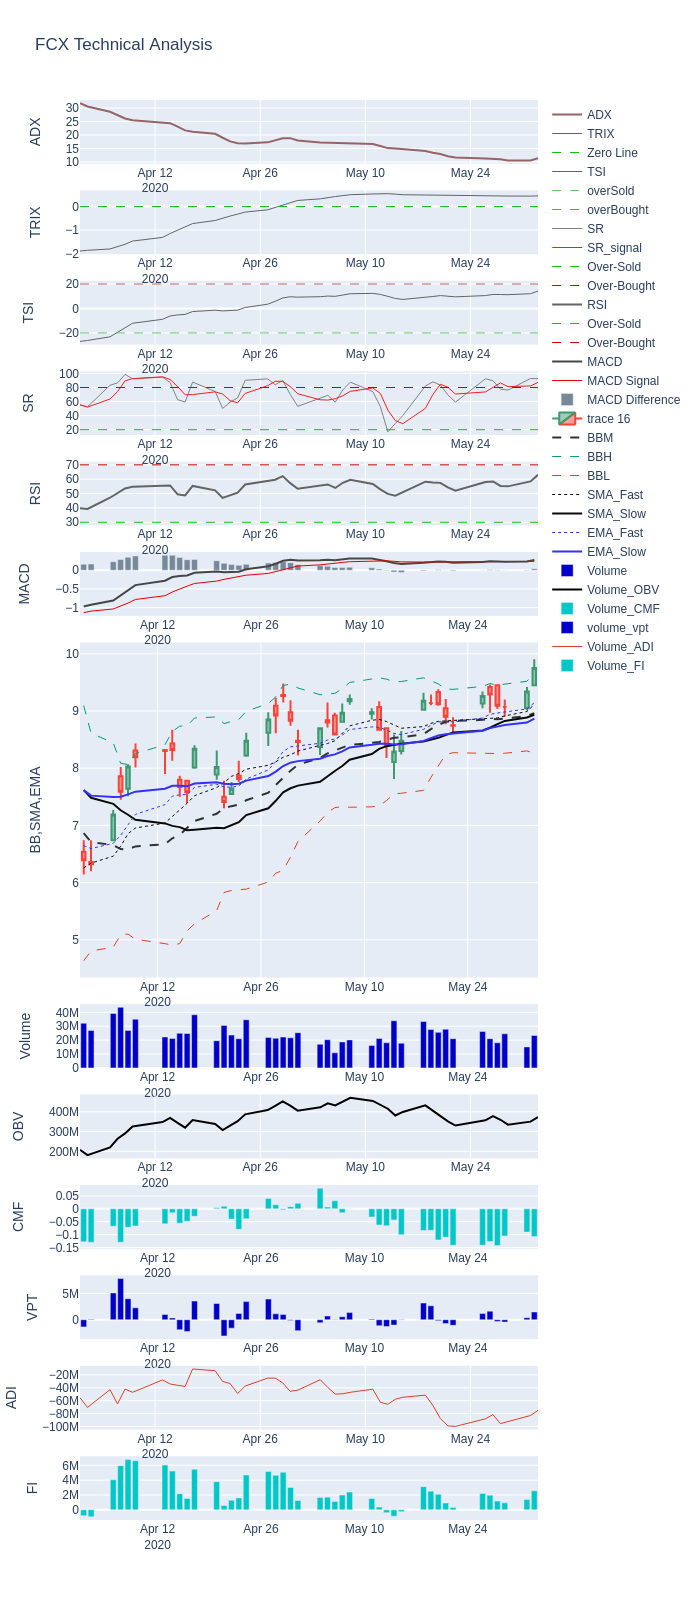 FCX Technical Analysis
ADX
30
25
20
15
10
Apr 12
2020
Apr 26
May 10
May 24
TRIX
0
−1
−2
Apr 12
2020
Apr 26
May 10
May 24
TSI
20
0
−20
Apr 12
2020
Apr 26
May 10
May 24
SR
100
80
60
40
20
Apr 12
2020
Apr 26
May 10
May 24
RSI
70
60
50
40
30
Apr 12
2020
Apr 26
May 10
May 24
MACD
0
−0.5
−1
Apr 12
2020
Apr 26
May 10
May 24
BB,SMA,EMA
10
9
8
7
6
5
Apr 12
2020
Apr 26
May 10
May 24
Volume
40M
30M
20M
10M
0
Apr 12
2020
Apr 26
May 10
May 24
OBV
400M
300M
200M
Apr 12
2020
Apr 26
May 10
May 24
CMF
0.05
0
−0.05
−0.1
−0.15
Apr 12
2020
Apr 26
May 10
May 24
VPT
5M
0
Apr 12
2020
Apr 26
May 10
May 24
ADI
−20M
−40M
−60M
−80M
−100M
Apr 12
2020
Apr 26
May 10
May 24
FI
6M
4M
2M
0
Apr 12
2020
Apr 26
May 10
May 24
ADX
TRIX
Zero Line
TSI
overSold
overBought
SR
SR_signal
Over-Sold
Over-Bought
RSI
Over-Sold
Over-Bought
MACD
MACD Signal
MACD Difference
trace 16
BBM
BBH
BBL
SMA_Fast
SMA_Slow
EMA_Fast
EMA_Slow
Volume
Volume_OBV
Volume_CMF
volume_vpt
Volume_ADI
Volume_FI